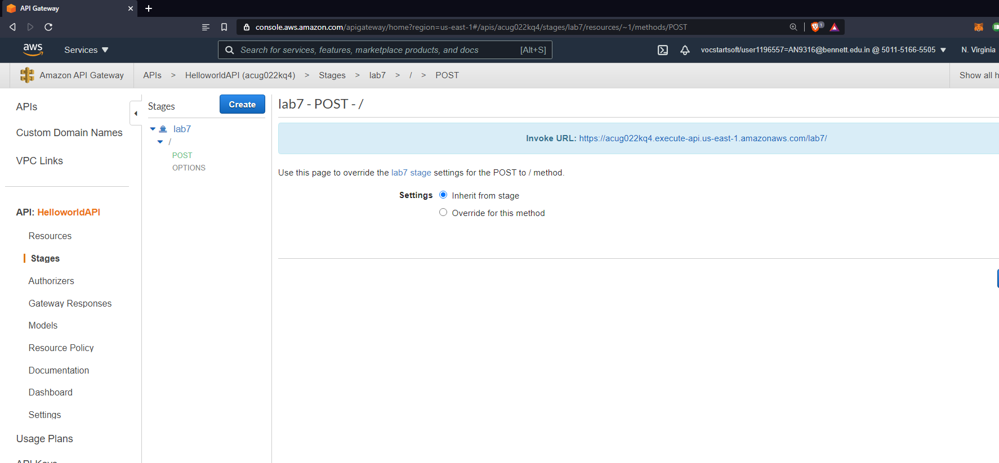 API Gateway
console.aws.amazon.com/apigateway/home?region=us-east-1#/apis/acug022kq4/stages/lab7/resources/~1/methods/POST
1
aws
Services
Search for services, features, marketplace products, and docs [Alt+S]
vocstartsoft/user1196557=AN9316@bennett.edu.in @ 5011-5166-5505
N. Virginia
Amazon API Gateway
APIs > HelloworldAPI (acug022kq4) > Stages > lab7 > / > POST
Show all h
APIs
Custom Domain Names
VPC Links
API: HelloworldAPI
Resources
Stages
Authorizers
Gateway Responses
Models
Resource Policy
Documentation
Dashboard
Settings
Usage Plans
API Keys
Stages
Create
lab7
/
POST
OPTIONS
lab7 - POST - /
Invoke URL: https://acug022kq4.execute-api.us-east-1.amazonaws.com/lab7/
Use this page to override the lab7 stage settings for the POST to / method.
Settings
Inherit from stage
Override for this method